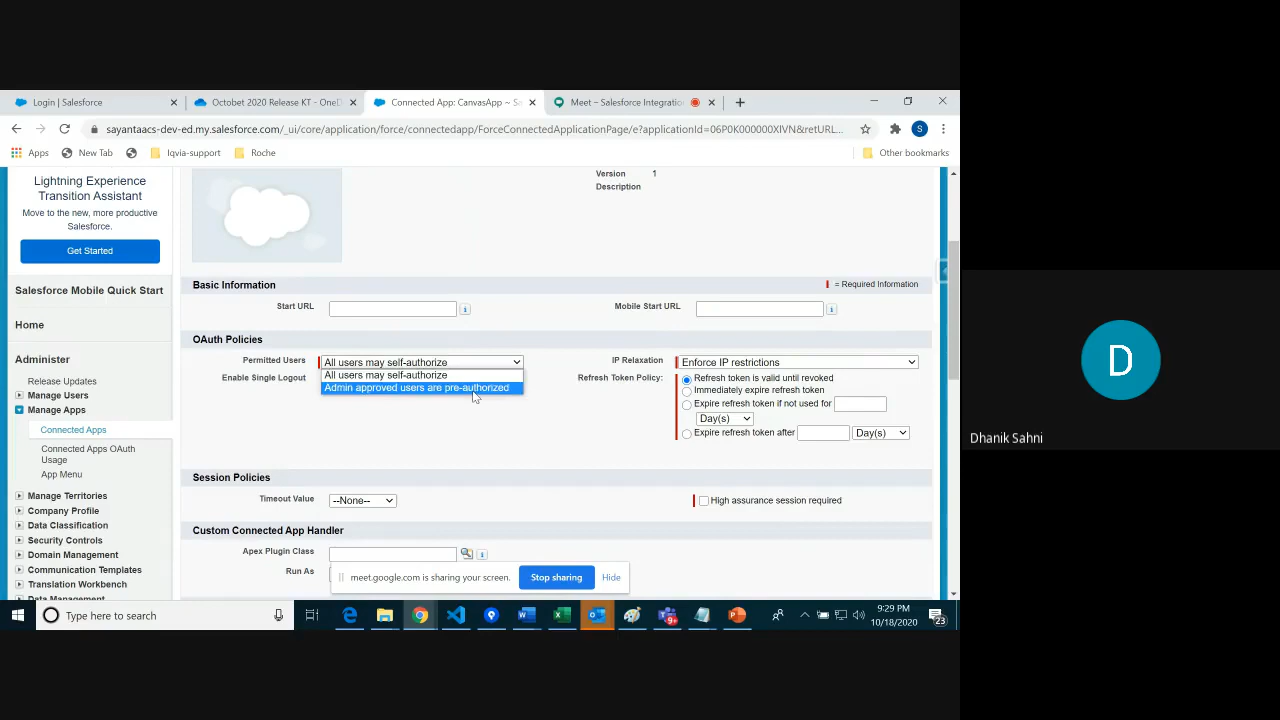 Login | Salesforce
Octobet 2020 Release KT - OneD
Connected App: CanvasApp ~ Sa
Meet – Salesforce Integratio
sayantaacs-dev-ed.my.salesforce.com/_ui/core/application/force/connectedapp/ForceConnectedApplicationPage/e?applicationId=06P0K000000XIVN&retURL...
S
Apps
New Tab
Iqvia-support
Roche
Other bookmarks
Lightning Experience
Transition Assistant
Move to the new, more productive
Salesforce.
Get Started
Salesforce Mobile Quick Start
Home
Administer
Release Updates
Manage Users
Manage Apps
Connected Apps
Connected Apps OAuth
Usage
App Menu
Manage Territories
Company Profile
Data Classification
Security Controls
Domain Management
Communication Templates
Translation Workbench
Data Management
Version 1
Description
Basic Information
= Required Information
Start URL
Mobile Start URL
OAuth Policies
Permitted Users All users may self-authorize
All users may self-authorize
Admin approved users are pre-authorized
Enable Single Logout
IP Relaxation Enforce IP restrictions
Refresh Token Policy: Refresh token is valid until revoked
Immediately expire refresh token
Expire refresh token if not used for
Day(s)
Expire refresh token after Day(s)
Session Policies
Timeout Value --None--
High assurance session required
Custom Connected App Handler
Apex Plugin Class
Run As
meet.google.com is sharing your screen.
Stop sharing
Hide
Type here to search
9+
9:29 PM
10/18/2020
23
D
Dhanik Sahni